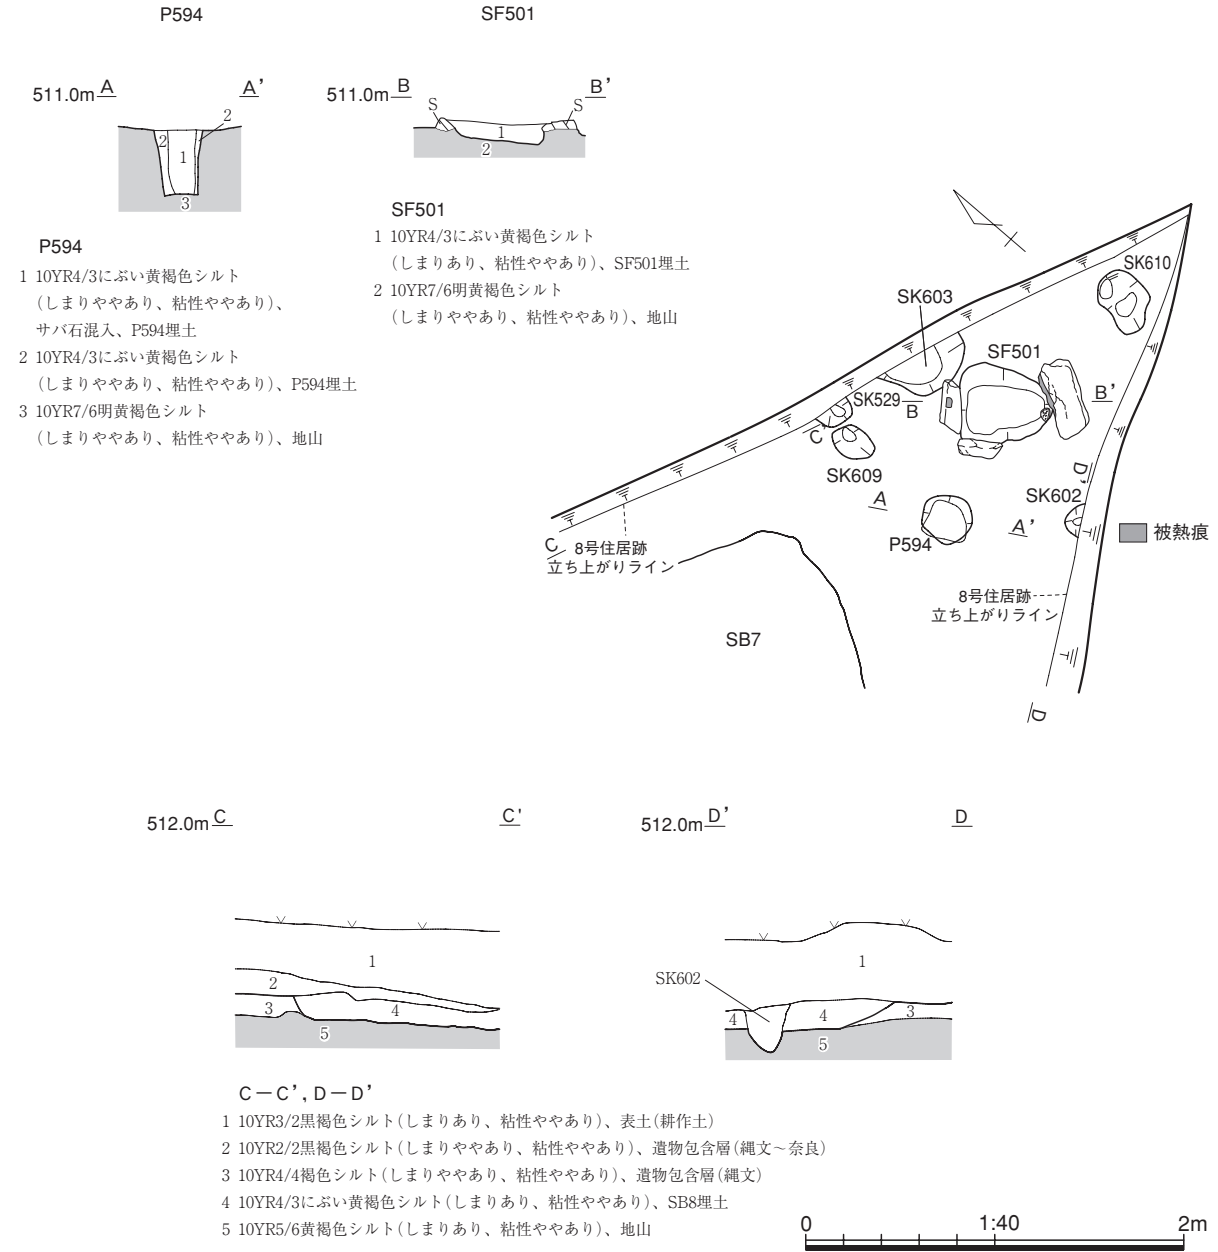 P594
SF501
511.0m A A’
2
2
1
3
511.0m B B’
S
S
1
2
P594
1 10YR4/3にぶい黄褐色シルト
(しまりややあり、粘性ややあり)、
サバ石混入、P594埋土
2 10YR4/3にぶい黄褐色シルト
(しまりややあり、粘性ややあり)、P594埋土
3 10YR7/6明黄褐色シルト
(しまりややあり、粘性ややあり)、地山
SF501
1 10YR4/3にぶい黄褐色シルト
(しまりあり、粘性ややあり)、SF501埋土
2 10YR7/6明黄褐色シルト
(しまりややあり、粘性ややあり)、地山
SK610
SK603
SF501
SK529
B
B’
C’
SK609
D’
A
SK602
A’
P594
被熱痕
C
8号住居跡
立ち上がりライン
8号住居跡
立ち上がりライン
SB7
D
512.0m C C'
1
2
3
4
5
512.0m D’ D
1
SK602
4
4
3
5
C－C’, D－D’
1 10YR3/2黒褐色シルト(しまりあり、粘性ややあり)、表土(耕作土)
2 10YR2/2黒褐色シルト(しまりややあり、粘性ややあり)、遺物包含層(縄文～奈良)
3 10YR4/4褐色シルト(しまりややあり、粘性ややあり)、遺物包含層(縄文)
4 10YR4/3にぶい黄褐色シルト(しまりあり、粘性ややあり)、SB8埋土
5 10YR5/6黄褐色シルト(しまりあり、粘性ややあり)、地山
0 1:40 2m